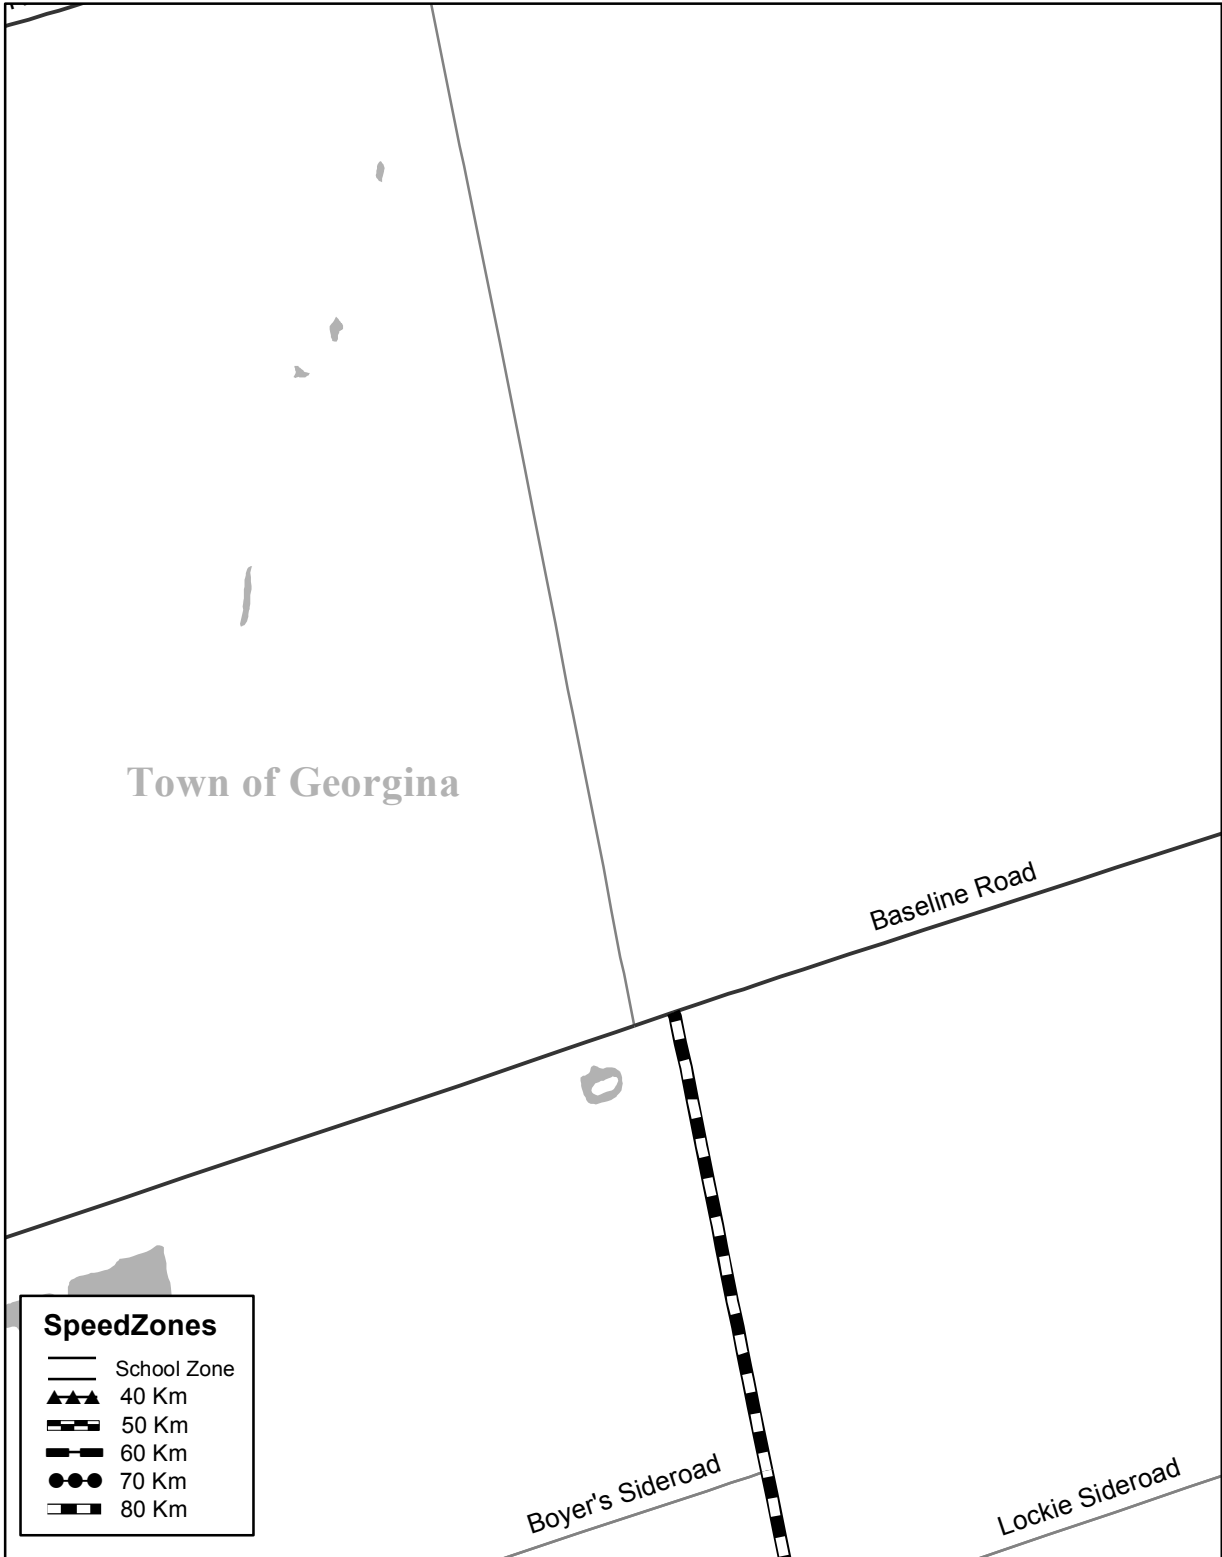 Town of Georgina
Baseline Road
Boyer's Sideroad
Lockie Sideroad
SpeedZones
School Zone
40 Km
50 Km
60 Km
70 Km
80 Km